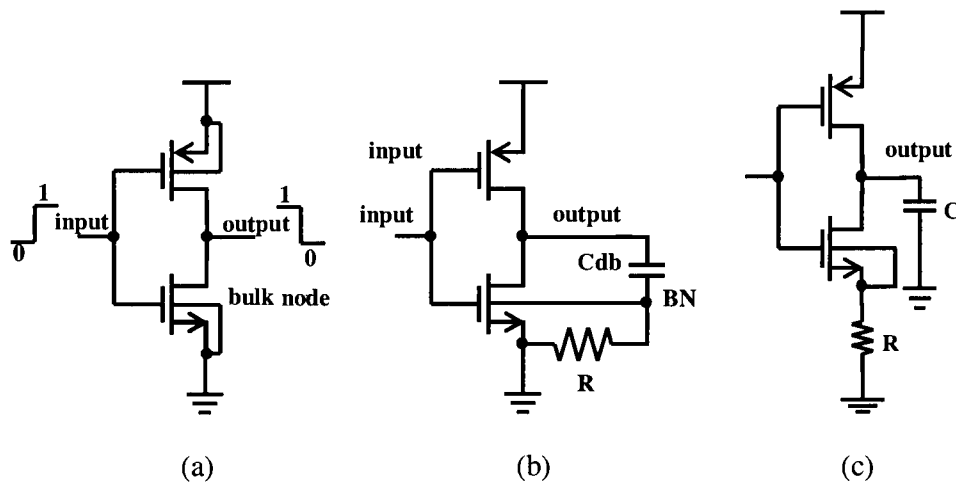 1
input
0
output
1
0
bulk node
(a)
input
input
output
Cdb
BN
R
(b)
output
C
R
(c)